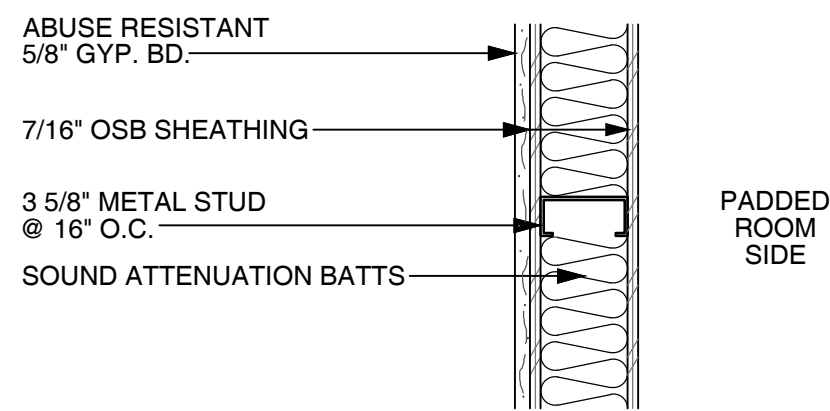 ABUSE RESISTANT
5/8" GYP. BD.
7/16" OSB SHEATHING
3 5/8" METAL STUD
@ 16" O.C.
SOUND ATTENUATION BATTS
PADDED
ROOM
SIDE